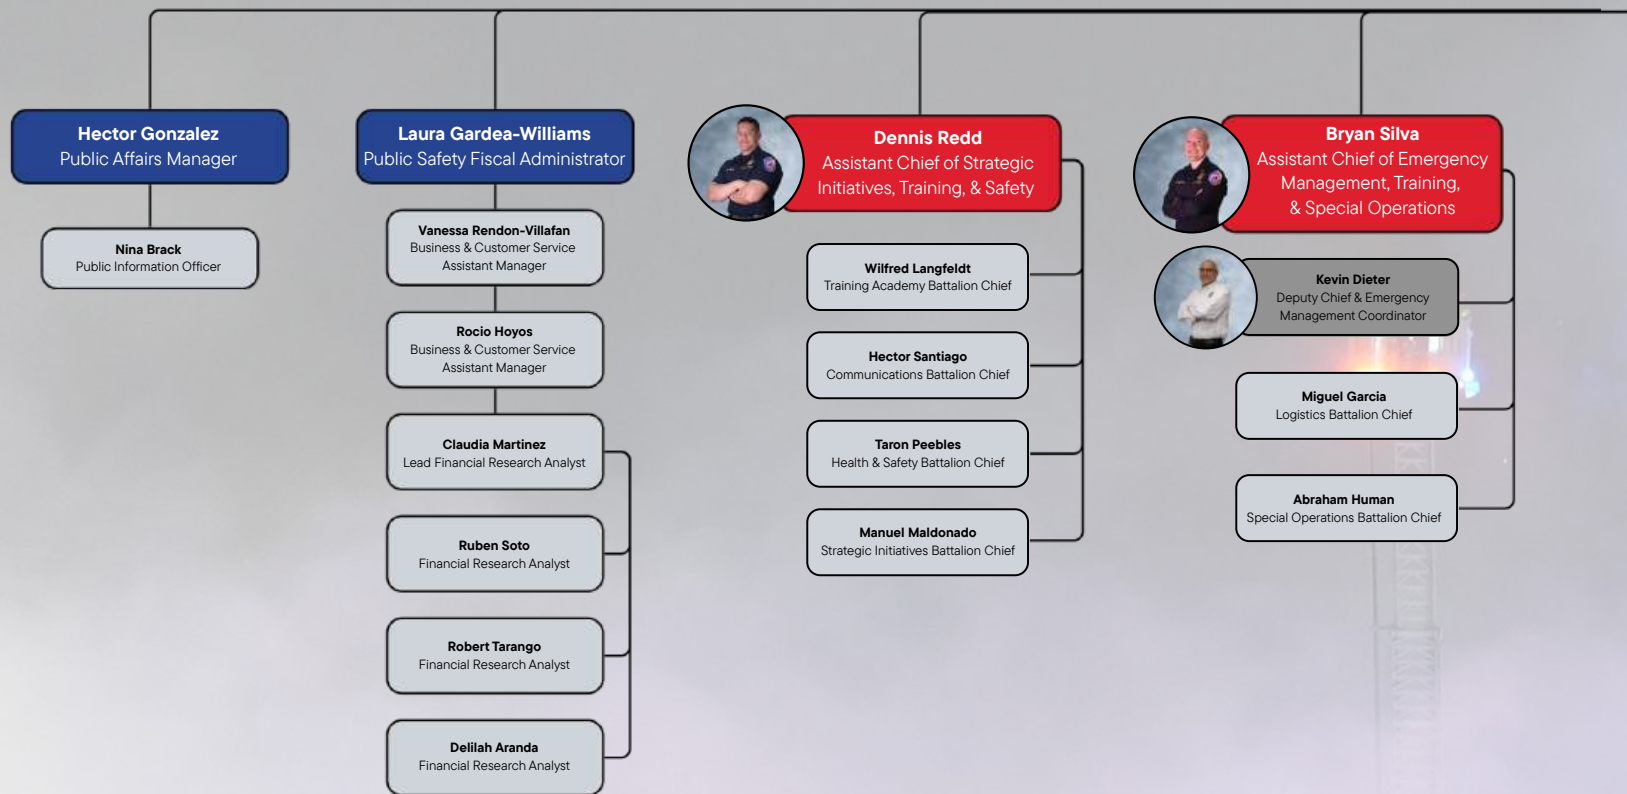 Hector Gonzalez
Public Affairs Manager
Nina Brack
Public Information Officer
Laura Gardea-Williams
Public Safety Fiscal Administrator
Vanessa Rendon-Villafan
Business & Customer Service
Assistant Manager
Rocio Hoyos
Business & Customer Service
Assistant Manager
Claudia Martinez
Lead Financial Research Analyst
Ruben Soto
Financial Research Analyst
Robert Tarango
Financial Research Analyst
Delilah Aranda
Financial Research Analyst
Dennis Redd
Assistant Chief of Strategic
Initiatives, Training, & Safety
Wilfred Langfeldt
Training Academy Battalion Chief
Hector Santiago
Communications Battalion Chief
Taron Peebles
Health & Safety Battalion Chief
Manuel Maldonado
Strategic Initiatives Battalion Chief
Bryan Silva
Assistant Chief of Emergency
Management, Training,
& Special Operations
Kevin Dieter
Deputy Chief & Emergency
Management Coordinator
Miguel Garcia
Logistics Battalion Chief
Abraham Human
Special Operations Battalion Chief